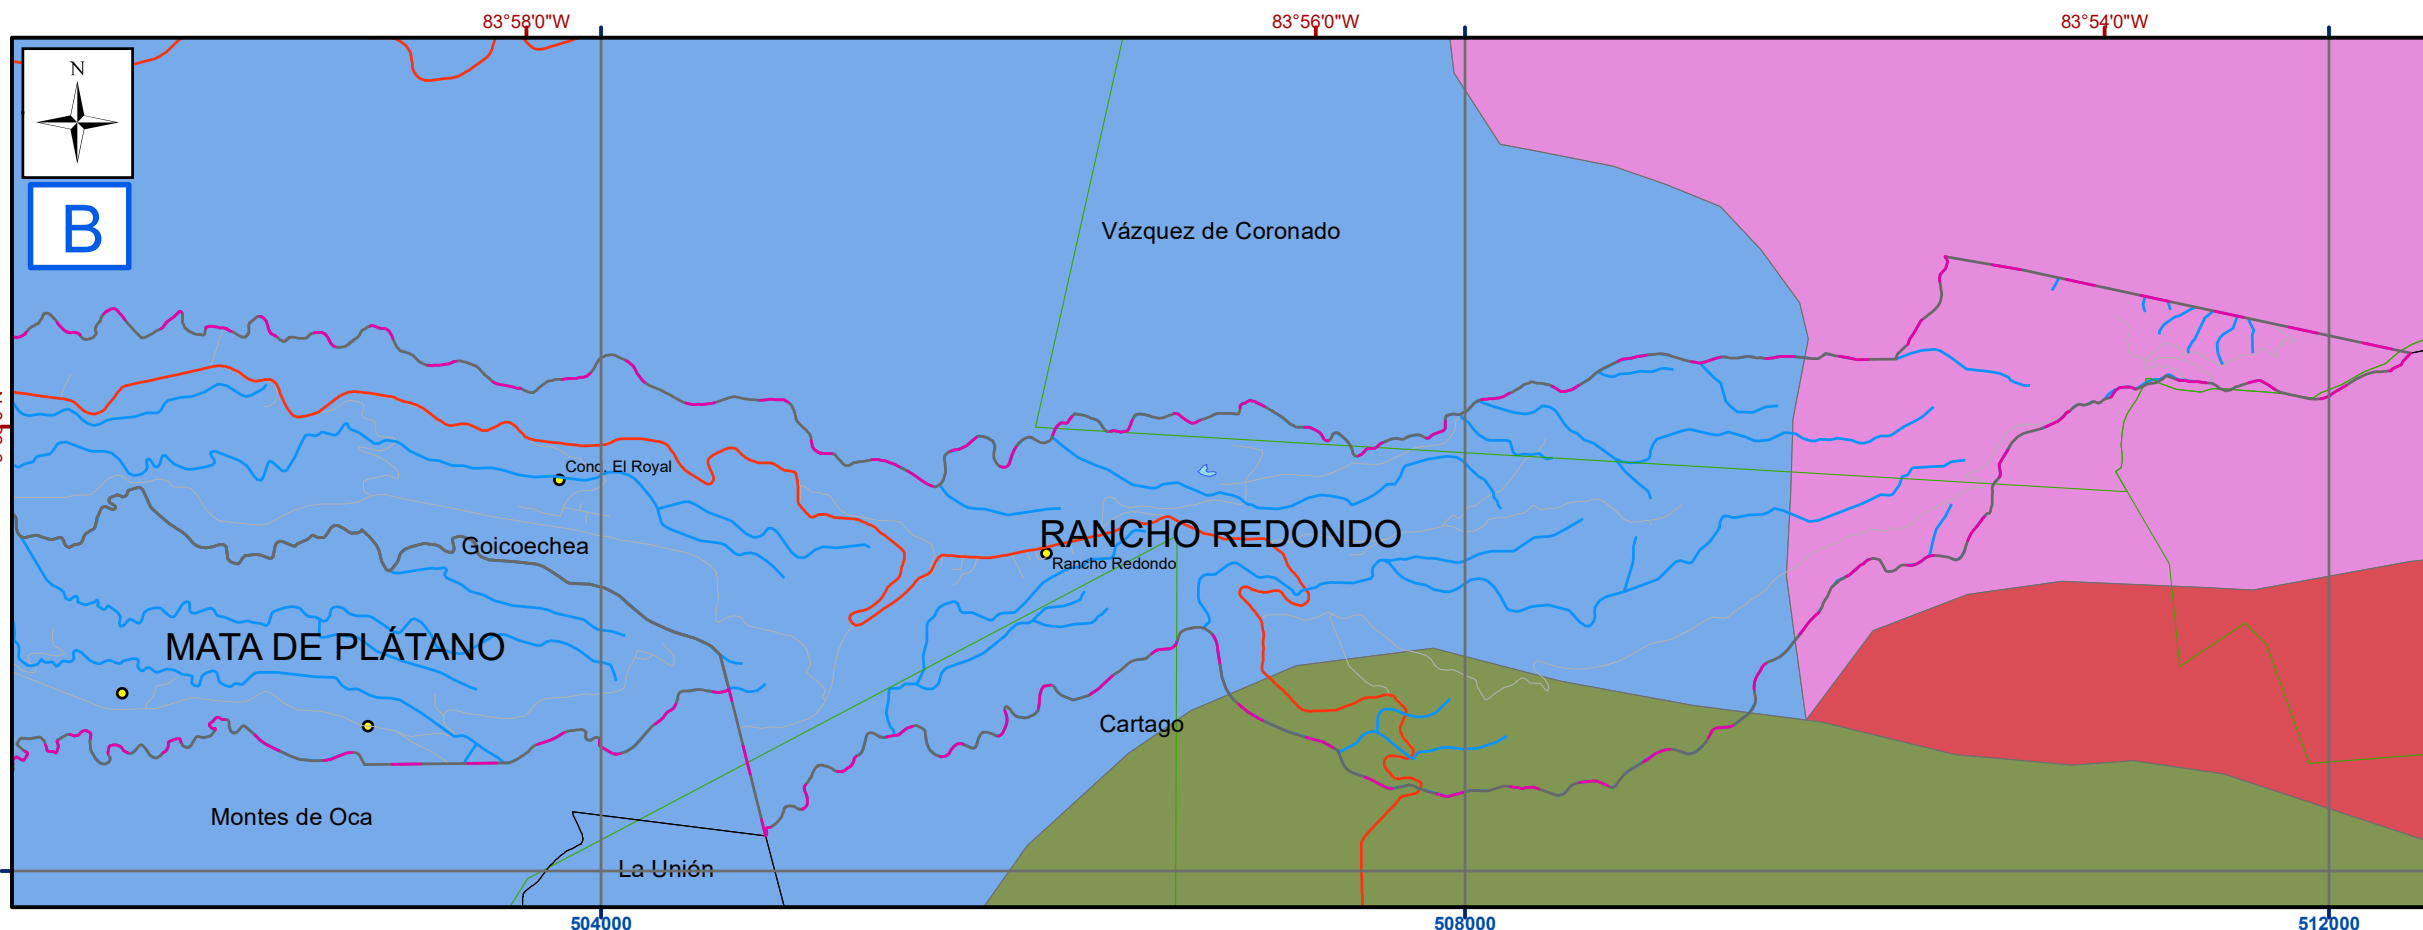 83°58'0"W
83°56'0"W
83°54'0"W
N
B
Vázquez de Coronado
Cond. El Royal
RANCHO REDONDO
Goicoechea
Rancho Redondo
MATA DE PLÁTANO
Cartago
Montes de Oca
La Unión
504000
508000
512000